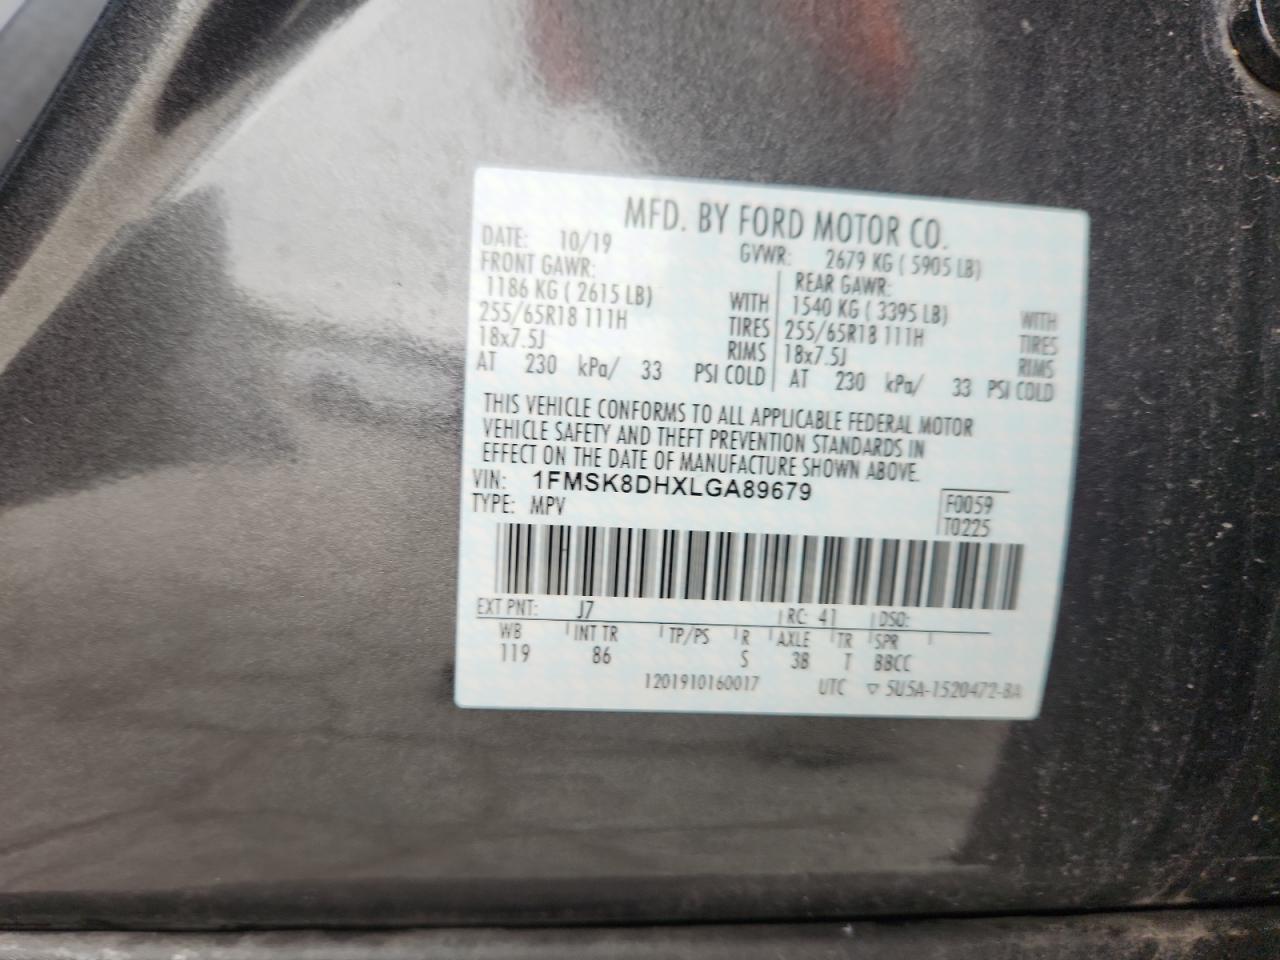 MFD. BY FORD MOTOR CO.
DATE: 10/19 GVWR: 2679 KG ( 5905 LB)
FRONT GAWR: REAR GAWR:
1186 KG ( 2615 LB) WITH 1540 KG ( 3395 LB) WITH
255/65R18 111H TIRES 255/65R18 111H TIRES
18x7.5J RIMS 18x7.5J RIMS
AT 230 kPa/ 33 PSI COLD AT 230 kPa/ 33 PSI COLD
THIS VEHICLE CONFORMS TO ALL APPLICABLE FEDERAL MOTOR
VEHICLE SAFETY AND THEFT PREVENTION STANDARDS IN
EFFECT ON THE DATE OF MANUFACTURE SHOWN ABOVE.
VIN: 1FMSK8DHXLGA89679
TYPE: MPV
F0059
T0225
EXT PNT: J7 RC: 41 DSO:
WB INT TR TP/PS R AXLE TR SPR
119 86 S 38 T BBCC
1201910160017 UTC ▽ 5U5A-1520472-BA